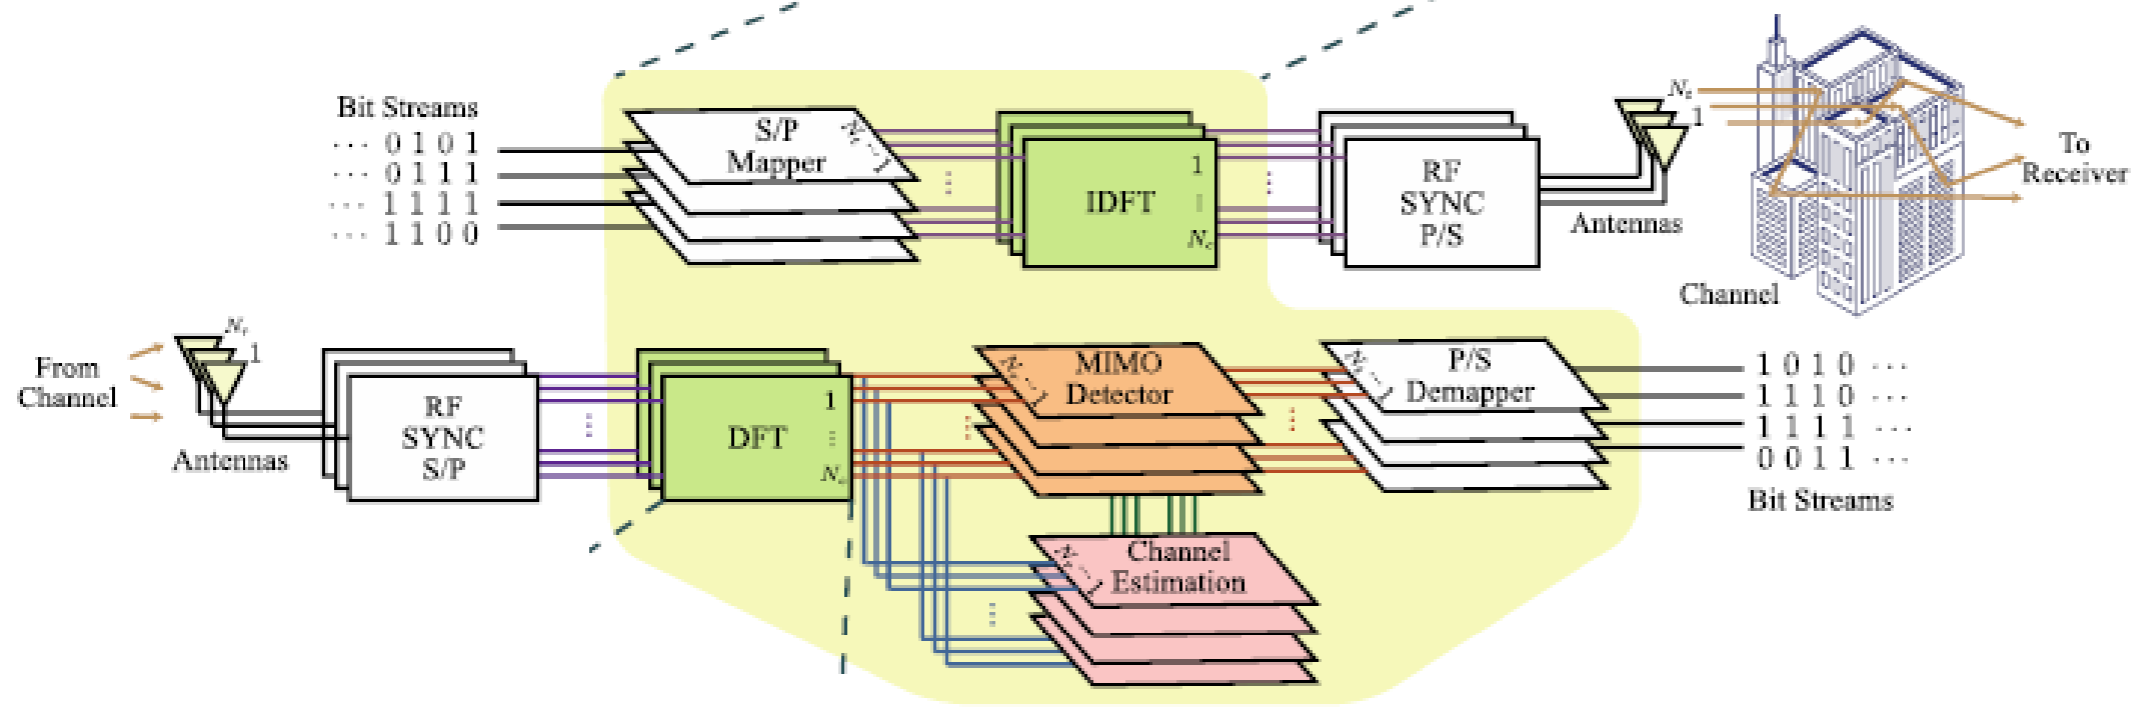 Bit Streams
··· 0 1 0 1
··· 0 1 1 1
··· 1 1 1 1
··· 1 1 0 0
S/P
Mapper
1
IDFT
N_c
RF
SYNC
P/S
Antennas
1
Channel
To
Receiver
From
Channel
1
Antennas
RF
SYNC
S/P
1
DFT
N_c
MIMO
Detector
P/S
Demapper
1 0 1 0 ···
1 1 1 0 ···
1 1 1 1 ···
0 0 1 1 ···
Bit Streams
Channel
Estimation